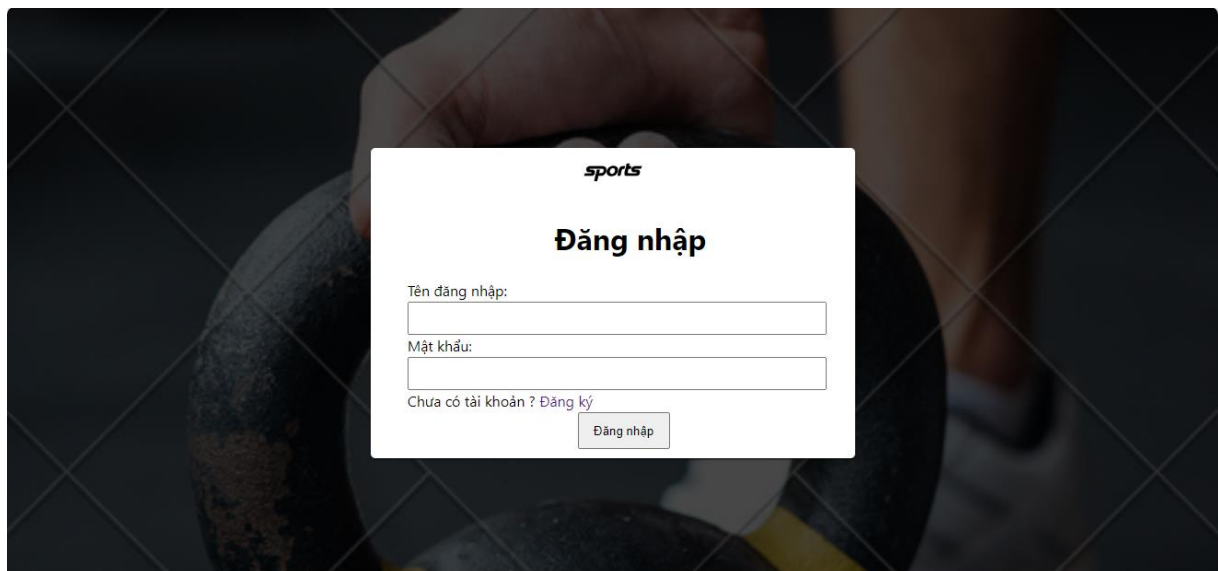 sports
Đăng nhập
Tên đăng nhập:
Mật khẩu:
Chưa có tài khoản ? Đăng ký
Đăng nhập